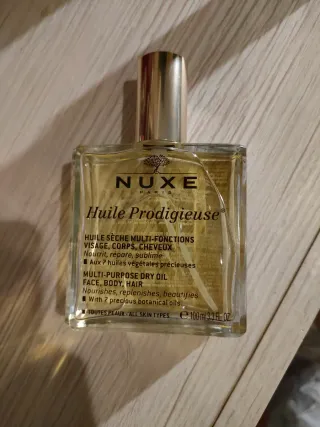 NUXE
PARIS
Huile Prodigieuse
HUILE SÈCHE MULTI-FONCTIONS
VISAGE, CORPS, CHEVEUX
Nourrit, répare, sublime
■ Aux 7 huiles végétales précieuses
MULTI-PURPOSE DRY OIL
FACE, BODY, HAIR
Nourishes, replenishes, beautifies
■ With 7 precious botanical oils
■ TOUTES PEAUX - ALL SKIN TYPES
℮ 100ml 3.3 FL.OZ.